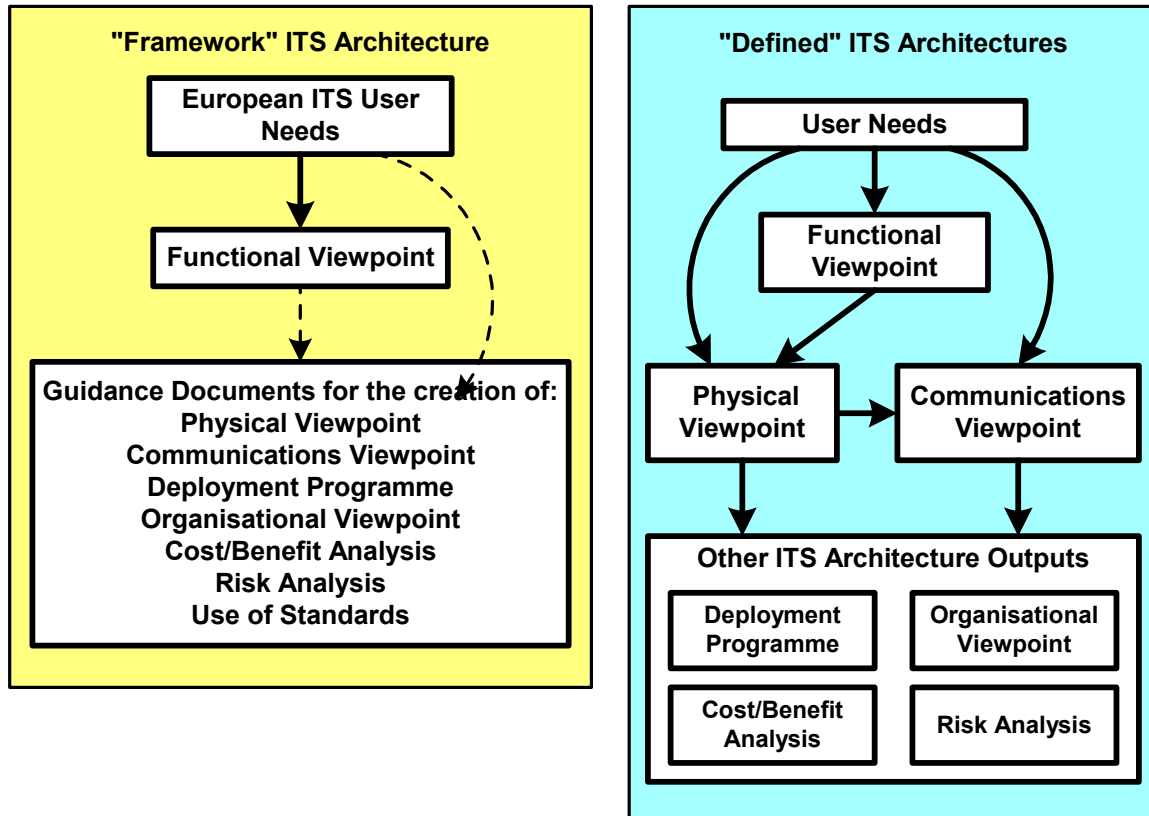 "Framework" ITS Architecture
European ITS User
Needs
Functional Viewpoint
Guidance Documents for the creation of:
Physical Viewpoint
Communications Viewpoint
Deployment Programme
Organisational Viewpoint
Cost/Benefit Analysis
Risk Analysis
Use of Standards
"Defined" ITS Architectures
User Needs
Functional
Viewpoint
Physical
Viewpoint
Communications
Viewpoint
Other ITS Architecture Outputs
Deployment
Programme
Organisational
Viewpoint
Cost/Benefit
Analysis
Risk Analysis